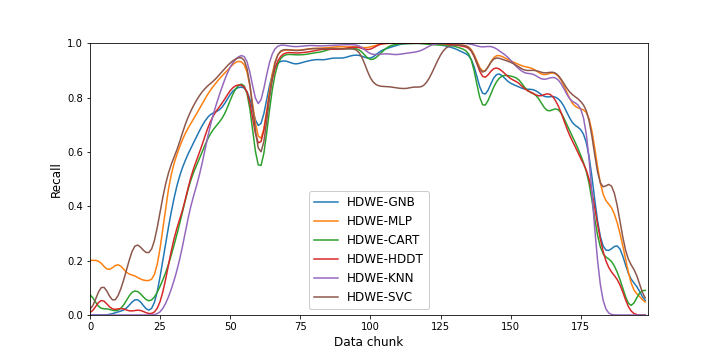 1.0
0.8
0.6
0.4
0.2
0.0
Recall
HDWE-GNB
HDWE-MLP
HDWE-CART
HDWE-HDDT
HDWE-KNN
HDWE-SVC
0 25 50 75 100 125 150 175
Data chunk